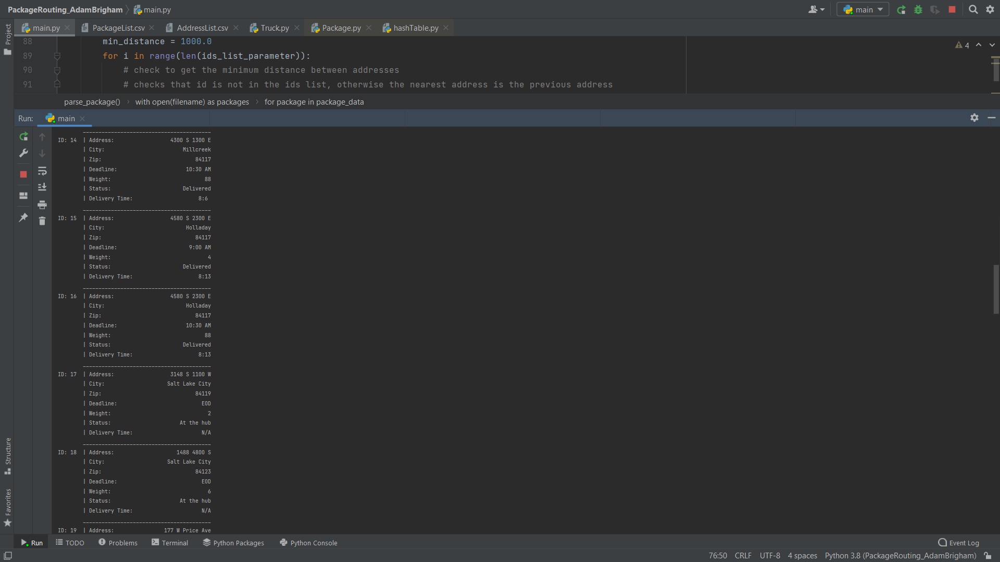 PackageRouting_AdamBrigham main.py main
Project
main.py PackageList.csv AddressList.csv Truck.py Package.py hashTable.py
88 min_distance = 1000.0
4
89 for i in range(len(ids_list_parameter)):
90 # check to get the minimum distance between addresses
91 # checks that id is not in the ids list, otherwise the nearest address is the previous address
parse_package() with open(filename) as packages for package in package_data
Run: main
----------------------------------------
ID: 14 | Address: 4300 S 1300 E
| City: Millcreek
| Zip: 84117
| Deadline: 10:30 AM
| Weight: 88
| Status: Delivered
| Delivery Time: 8:6
----------------------------------------
ID: 15 | Address: 4580 S 2300 E
| City: Holladay
| Zip: 84117
| Deadline: 9:00 AM
| Weight: 4
| Status: Delivered
| Delivery Time: 8:13
----------------------------------------
ID: 16 | Address: 4580 S 2300 E
| City: Holladay
| Zip: 84117
| Deadline: 10:30 AM
| Weight: 88
| Status: Delivered
| Delivery Time: 8:13
----------------------------------------
ID: 17 | Address: 3148 S 1100 W
| City: Salt Lake City
| Zip: 84119
| Deadline: EOD
| Weight: 2
| Status: At the hub
| Delivery Time: N/A
----------------------------------------
ID: 18 | Address: 1488 4800 S
| City: Salt Lake City
| Zip: 84123
| Deadline: EOD
| Weight: 6
| Status: At the hub
| Delivery Time: N/A
----------------------------------------
ID: 19 | Address: 177 W Price Ave
Structure
Favorites
Run TODO Problems Terminal Python Packages Python Console Event Log
76:50 CRLF UTF-8 4 spaces Python 3.8 (PackageRouting_AdamBrigham)